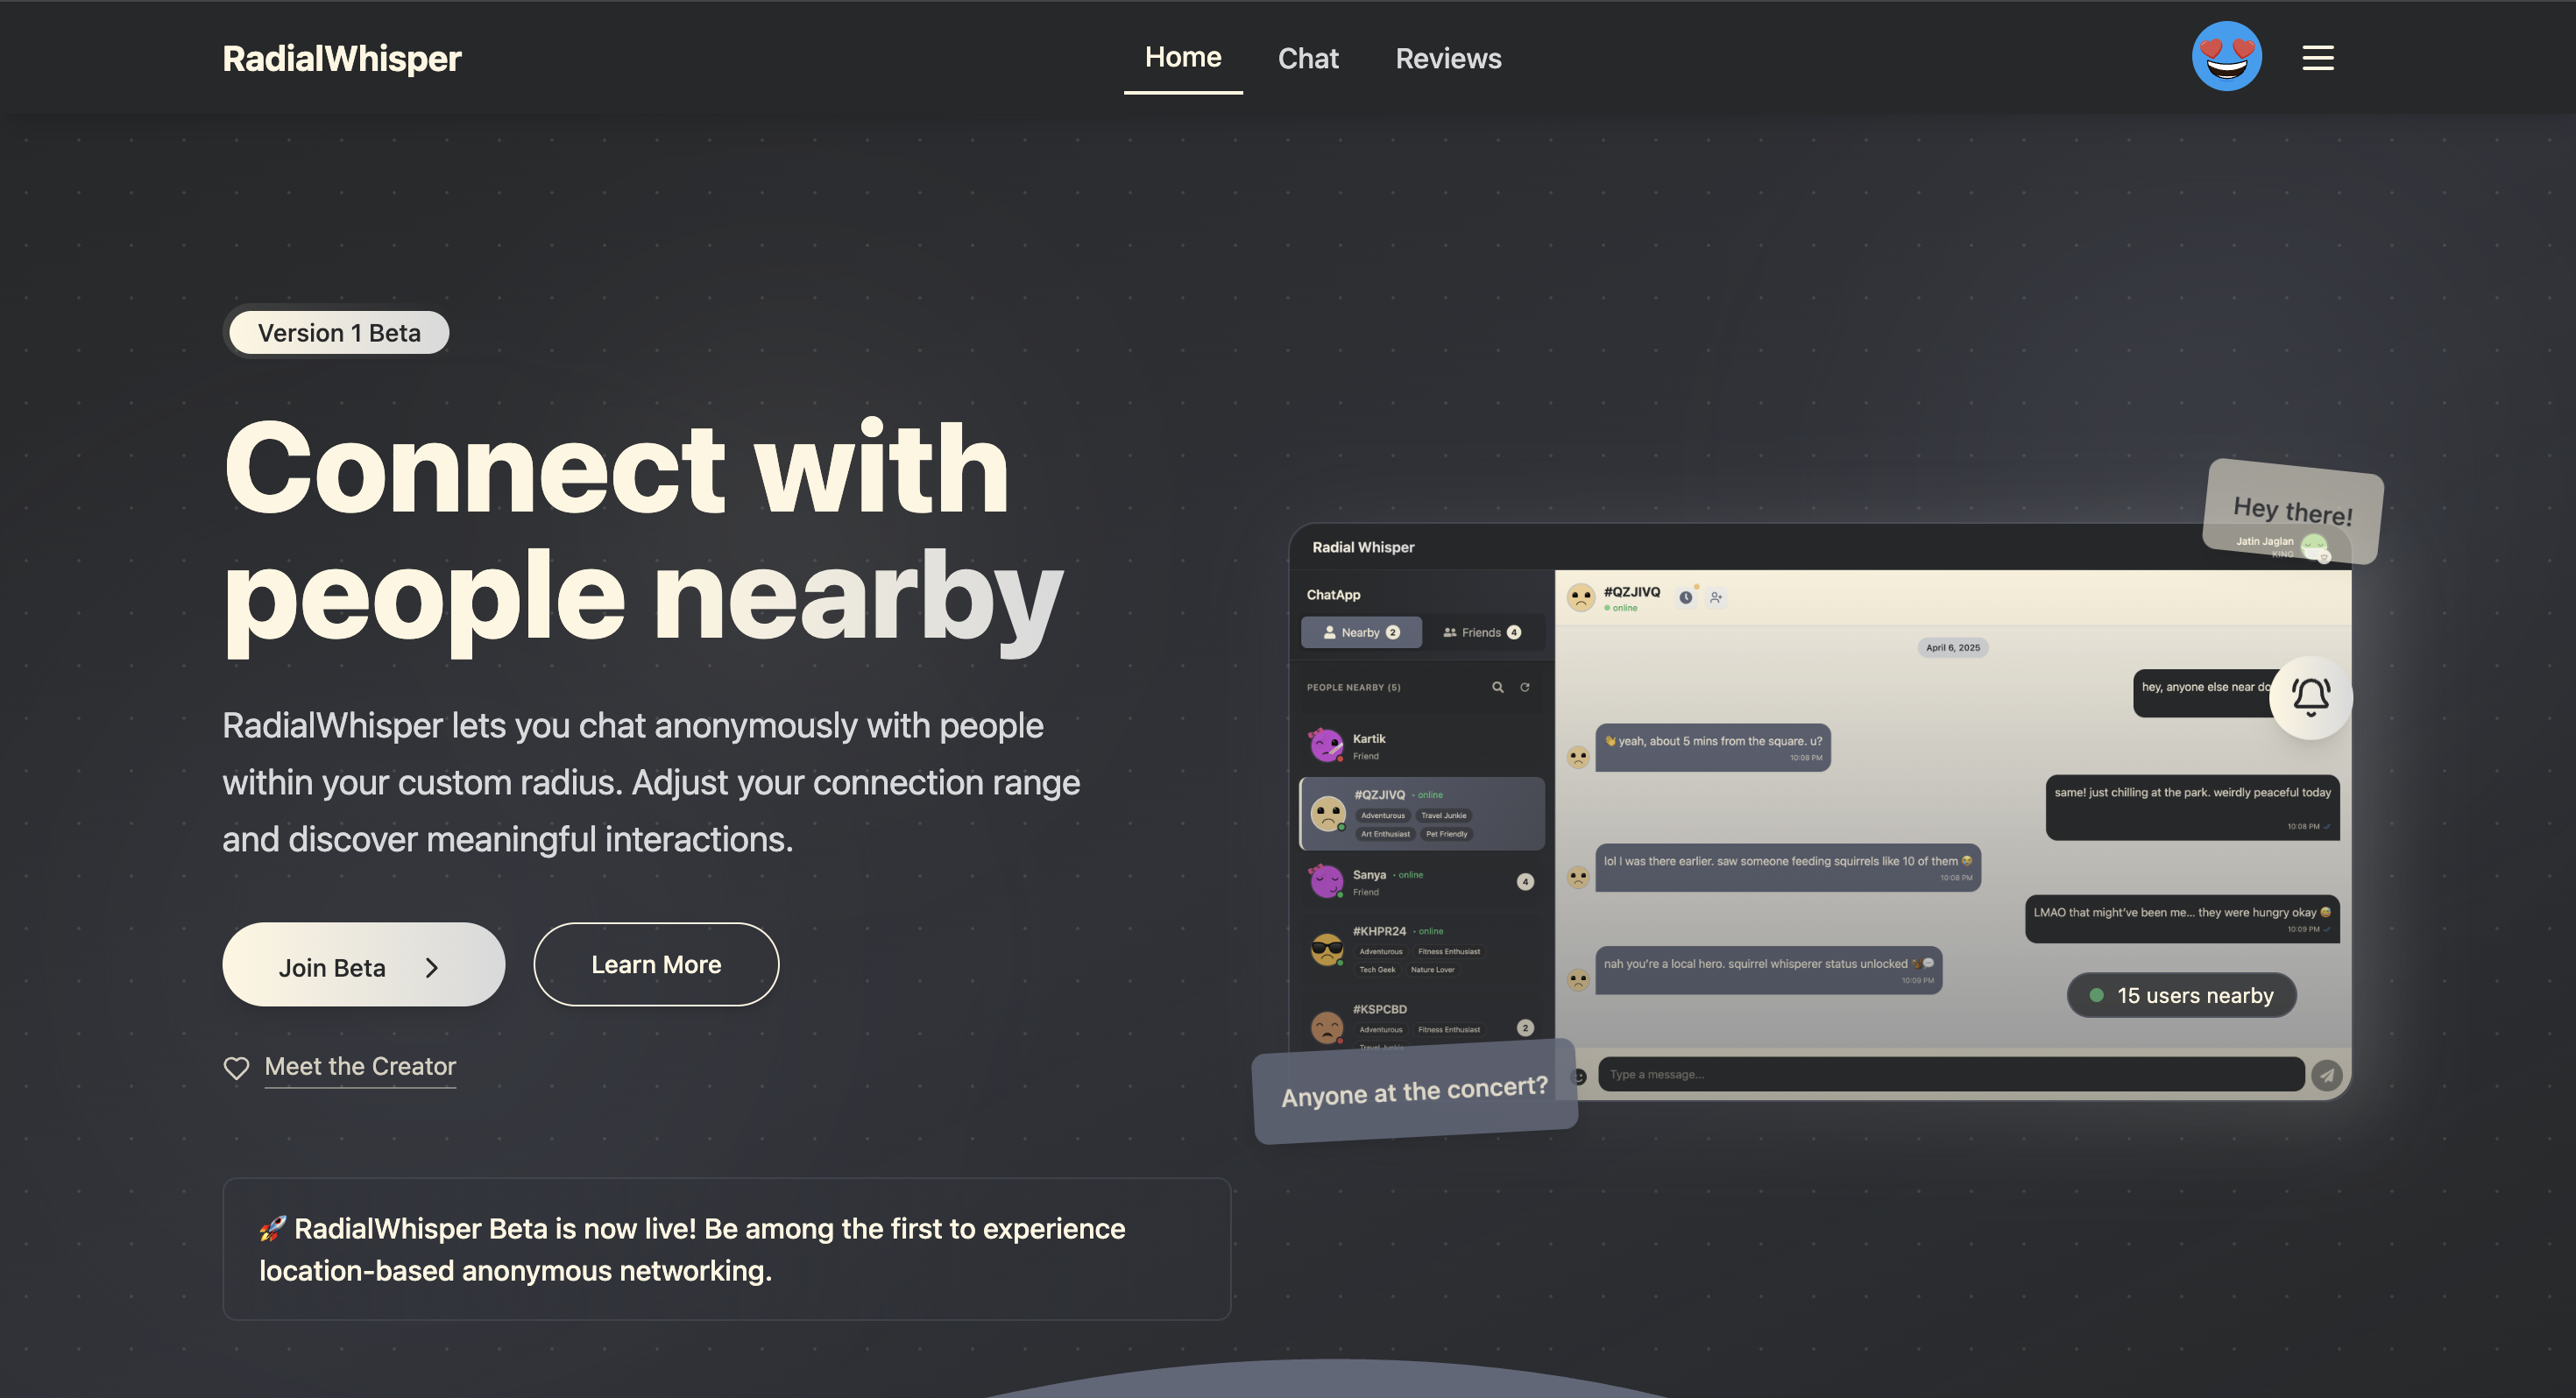 RadialWhisper
Home
Chat
Reviews
Version 1 Beta
Connect with
people nearby
RadialWhisper lets you chat anonymously with people
within your custom radius. Adjust your connection range
and discover meaningful interactions.
Join Beta
Learn More
Meet the Creator
🚀 RadialWhisper Beta is now live! Be among the first to experience
location-based anonymous networking.
Hey there!
Radial Whisper
Jatin Jaglan
KING
ChatApp
Nearby 2
Friends 4
PEOPLE NEARBY (5)
Kartik
Friend
#QZJIVQ • online
Adventurous Travel Junkie
Art Enthusiast Pet Friendly
Sanya • online
Friend
4
#KHPR24 • online
Adventurous Fitness Enthusiast
Tech Geek Nature Lover
#KSPCBD
Adventurous Fitness Enthusiast
2
Travel Junkie
Anyone at the concert?
#QZJIVQ
online
April 6, 2025
hey, anyone else near
👋 yeah, about 5 mins from the square. u?
10:08 PM
same! just chilling at the park. weirdly peaceful today
10:08 PM
lol I was there earlier. saw someone feeding squirrels like 10 of them 😭
10:08 PM
LMAO that might've been me... they were hungry okay 😅
10:09 PM
nah you're a local hero. squirrel whisperer status unlocked 🐿️💬
10:09 PM
15 users nearby
Type a message...